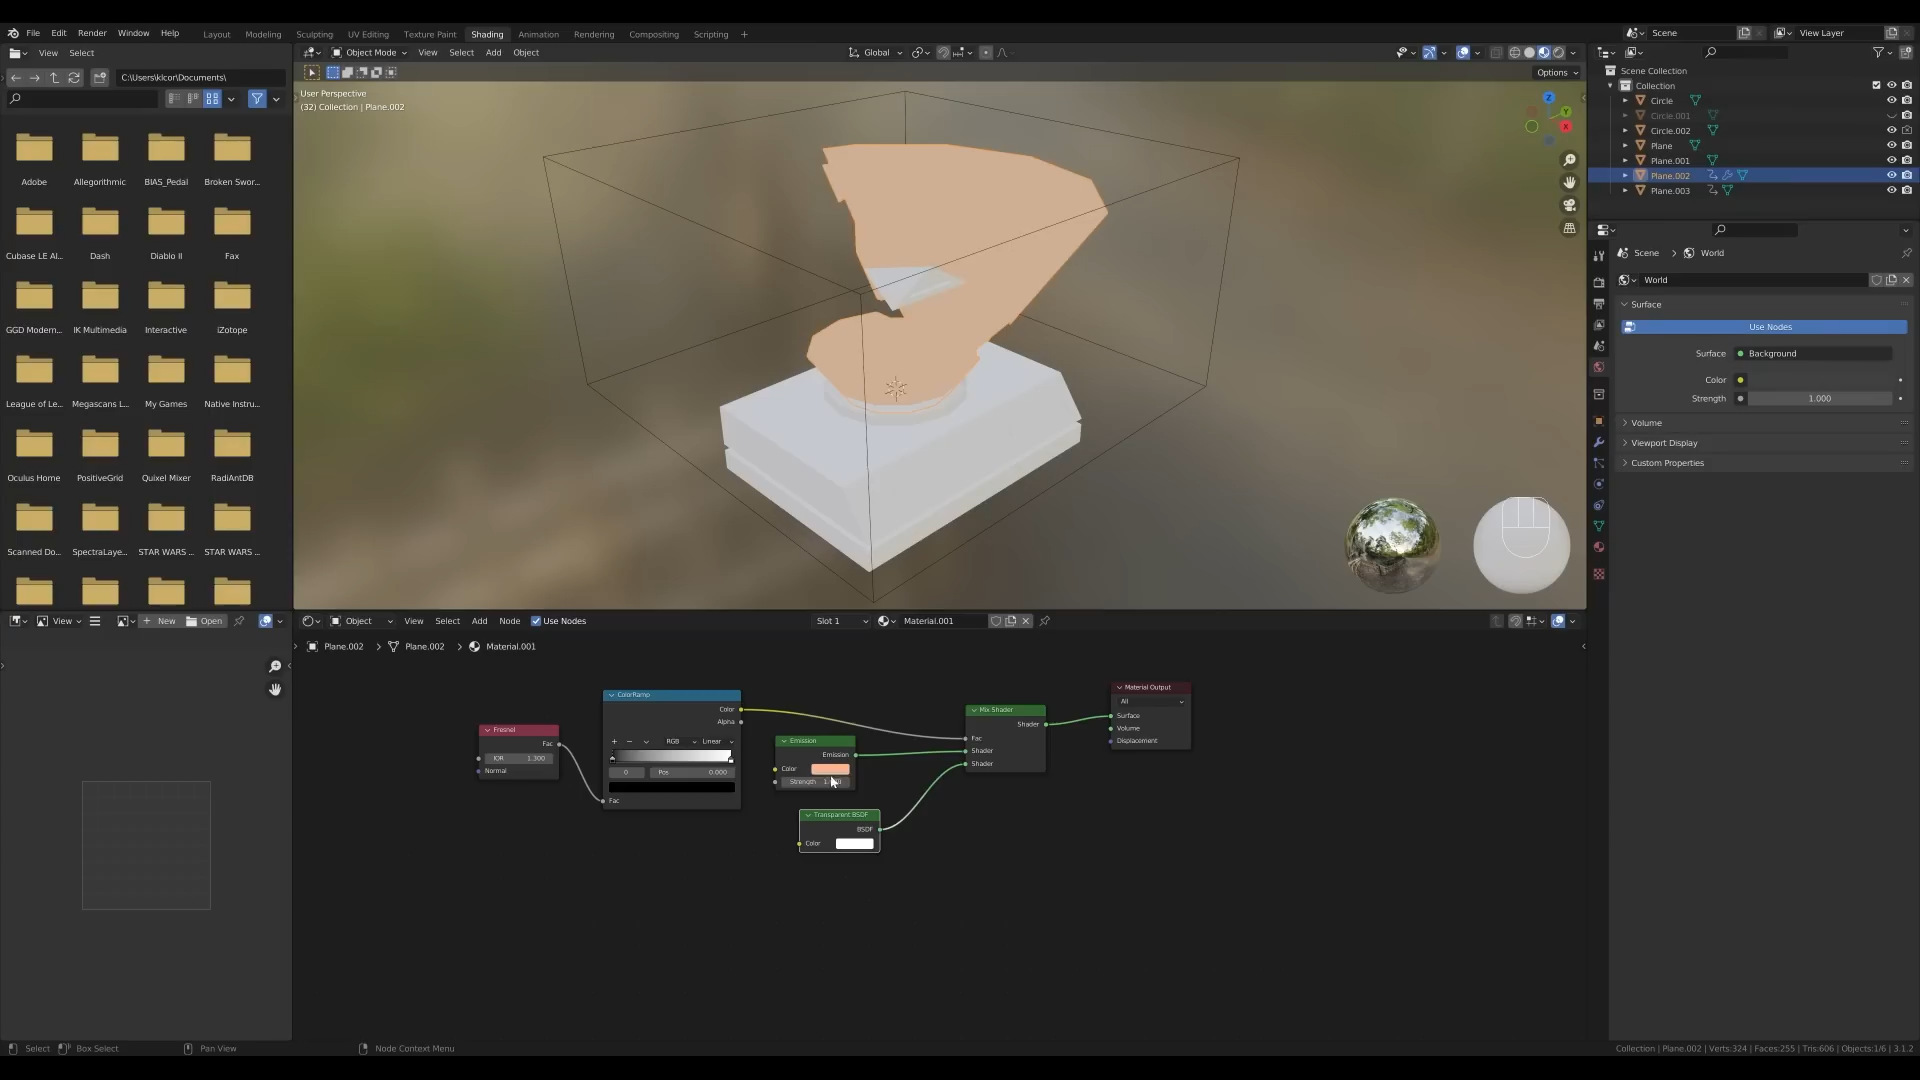 File Edit Render Window Help Layout Modeling Sculpting UV Editing Texture Paint Shading Animation Rendering Compositing Scripting + Scene View Layer
View Select
Object Mode View Select Add Object Global
C:\Users\klcor\Documents\
Options
User Perspective
(32) Collection | Plane.002
Z
Y
X
Adobe Allegorithmic BIAS_Pedal Broken Swor...
Cubase LE Al... Dash Diablo II Fax
GGD Modern... IK Multimedia Interactive iZotope
League of Le... Megascans L... My Games Native Instru...
Oculus Home PositiveGrid Quixel Mixer RadiAntDB
Scanned Do... SpectraLaye... STAR WARS ... STAR WARS ...
Scene Collection
Collection
Circle
Circle.001
Circle.002
Plane
Plane.001
Plane.002
Plane.003
Scene > World
World
Surface
Use Nodes
Surface Background
Color
Strength 1.000
Volume
Viewport Display
Custom Properties
View New Open
Object View Select Add Node Use Nodes Slot 1 Material.001
Plane.002 > Plane.002 > Material.001
Fresnel
Fac
IOR 1.300
Normal
ColorRamp
Color
Alpha
+ − RGB Linear
0 Pos 0.000
Fac
Emission
Emission
Color
Strength
Transparent BSDF
BSDF
Color
Mix Shader
Shader
Fac
Shader
Shader
Material Output
All
Surface
Volume
Displacement
Select Box Select Pan View Node Context Menu
Collection | Plane.002 | Verts:324 | Faces:255 | Tris:606 | Objects:1/6 | 3.1.2